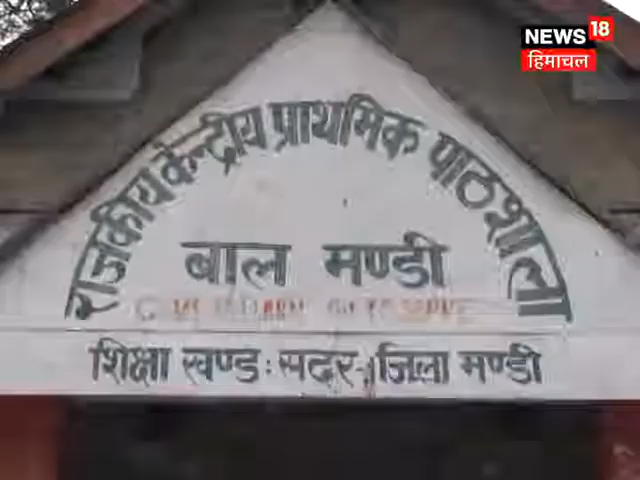 NEWS 18
हिमाचल
राजकीय केन्द्रीय प्राथमिक पाठशाला
बाल मण्डी
शिक्षा खण्ड : सदर, जिला मण्डी